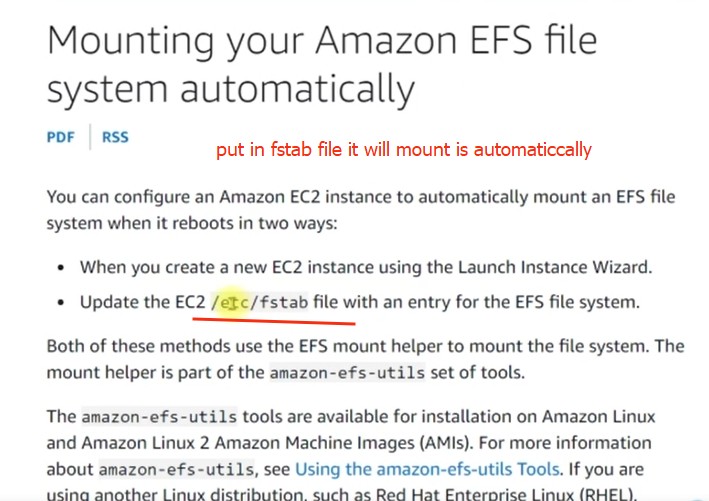 Mounting your Amazon EFS file
system automatically
PDF
RSS
put in fstab file it will mount is automaticcally
You can configure an Amazon EC2 instance to automatically mount an EFS file
system when it reboots in two ways:
• When you create a new EC2 instance using the Launch Instance Wizard.
• Update the EC2 /etc/fstab file with an entry for the EFS file system.
Both of these methods use the EFS mount helper to mount the file system. The
mount helper is part of the amazon-efs-utils set of tools.
The amazon-efs-utils tools are available for installation on Amazon Linux
and Amazon Linux 2 Amazon Machine Images (AMIs). For more information
about amazon-efs-utils, see Using the amazon-efs-utils Tools. If you are
using another Linux distribution, such as Red Hat Enterprise Linux (RHEL),